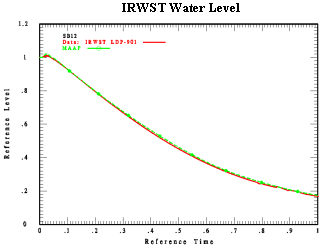 IRWST Water Level
SB12
Data: IRWST LDP-901
MAAP
1.2
1
.8
.6
.4
.2
0
Reference Level
0 .1 .2 .3 .4 .5 .6 .7 .8 .9 1
Reference Time